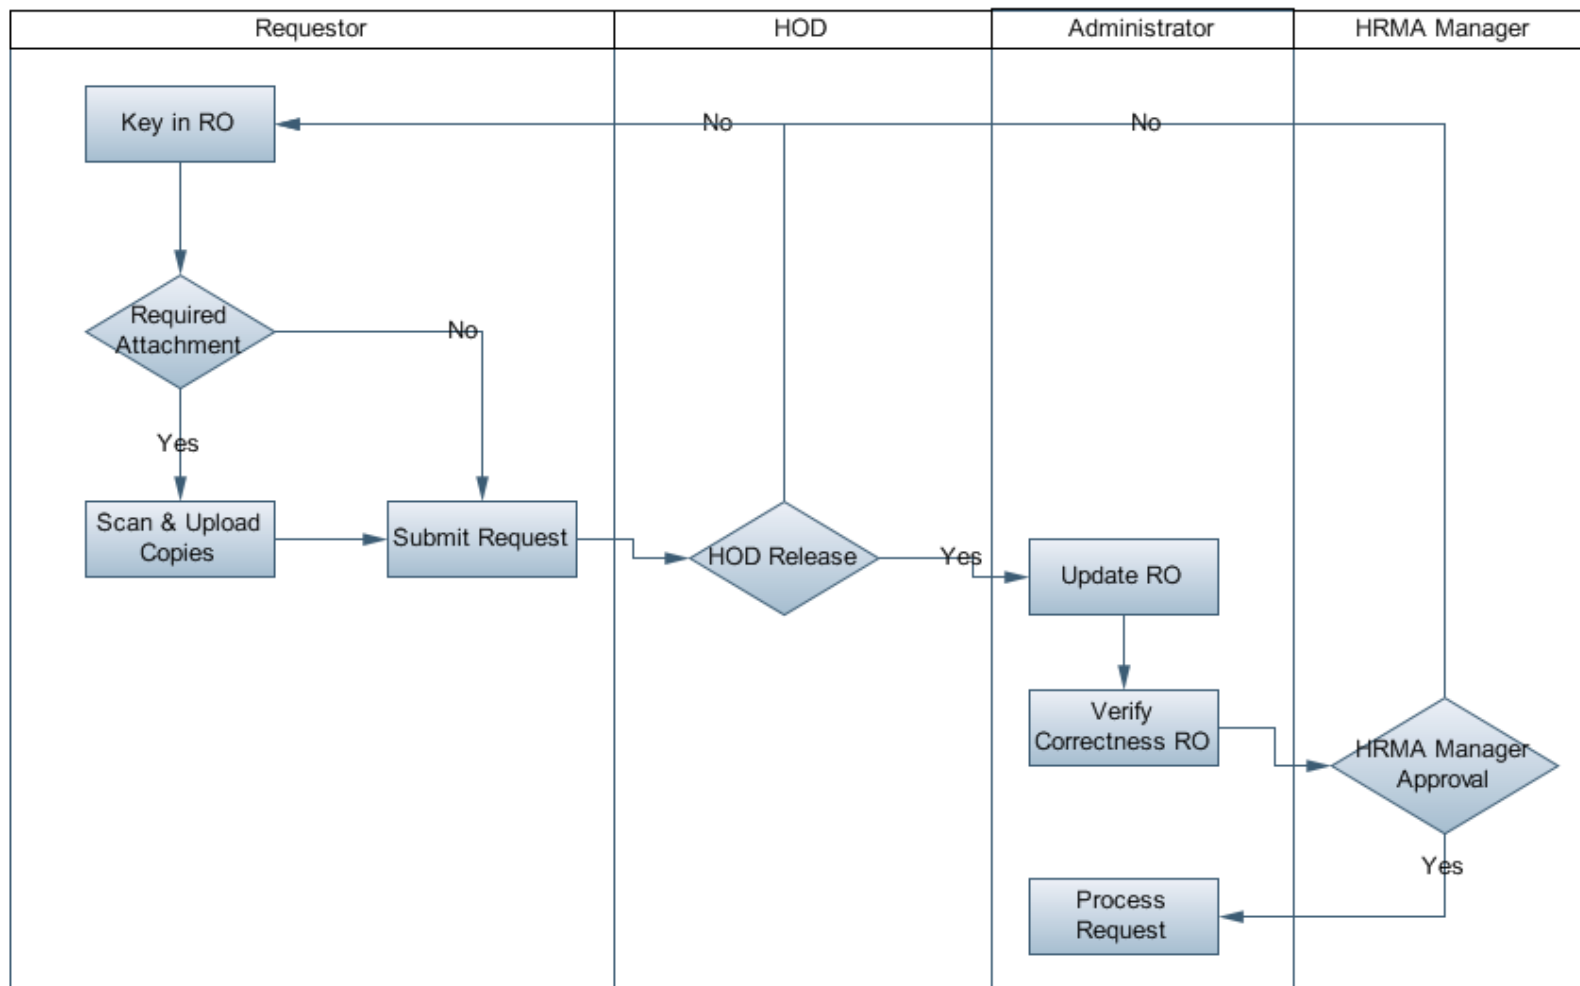 Requestor
HOD
Administrator
HRMA Manager
Key in RO
No
No
Required
Attachment
No
Yes
Scan & Upload
Copies
Submit Request
HOD Release
Yes
Update RO
Verify
Correctness RO
HRMA Manager
Approval
Yes
Process
Request